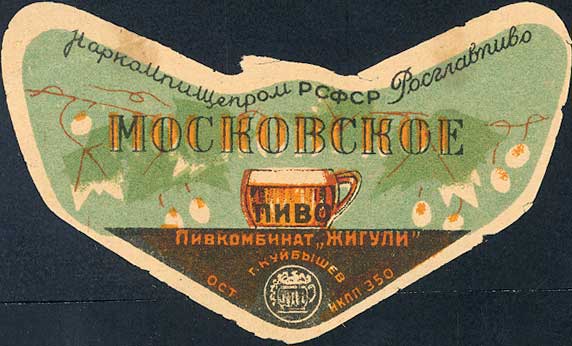 Наркомпищепром РСФСР Росглавпиво
МОСКОВСКОЕ
ПИВО
ПИВКОМБИНАТ „ЖИГУЛИ"
Г. КУЙБЫШЕВ
ОСТ НКПП 350